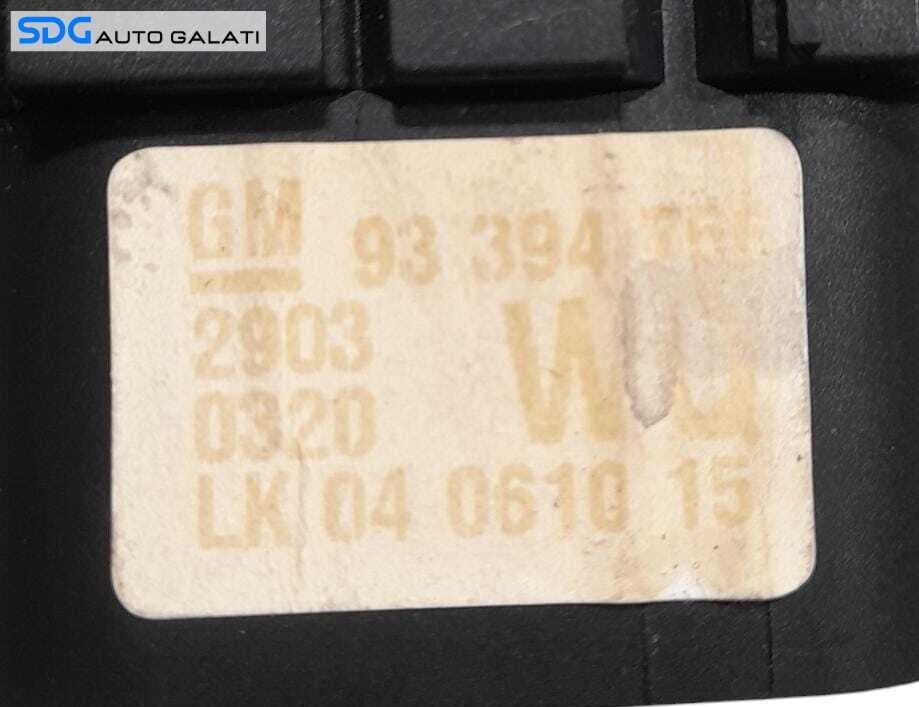 SDG AUTO GALATI
GM 93 394
2903
0320
LK 04 0610 15